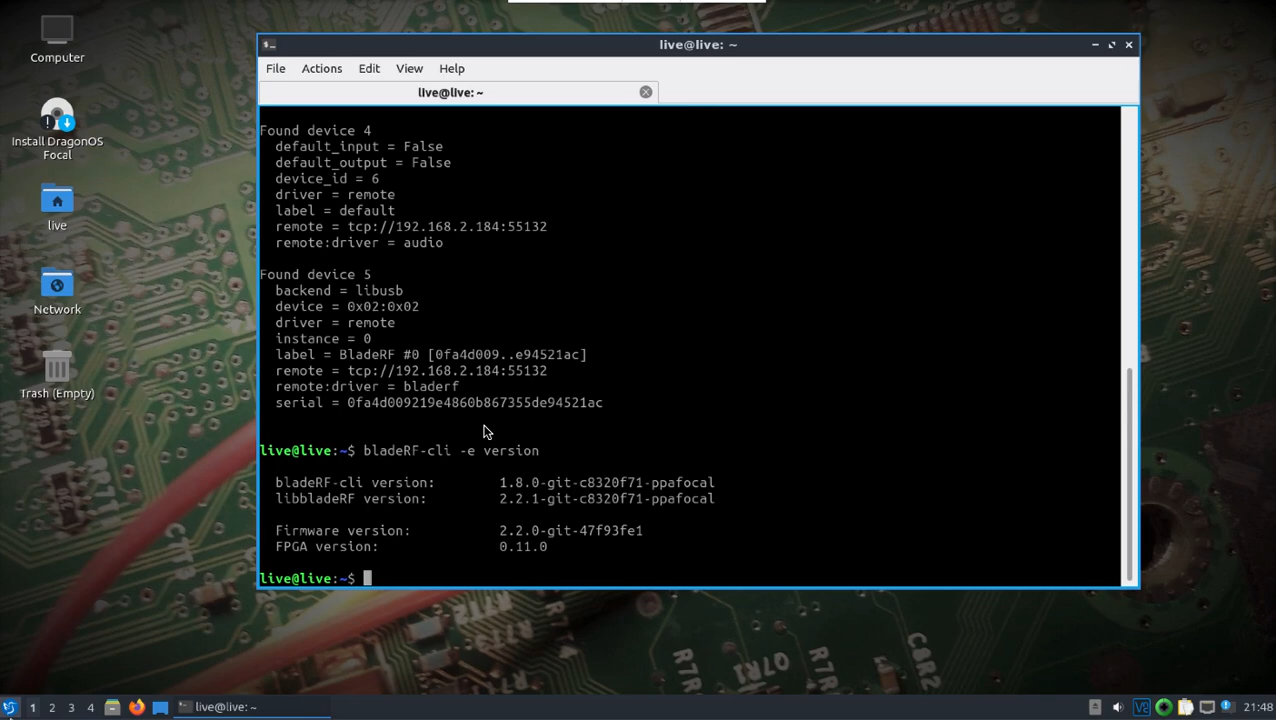 Computer
Install DragonOS
Focal
live
Network
Trash (Empty)
live@live: ~
File Actions Edit View Help
live@live: ~
Found device 4
default_input = False
default_output = False
device_id = 6
driver = remote
label = default
remote = tcp://192.168.2.184:55132
remote:driver = audio
Found device 5
backend = libusb
device = 0x02:0x02
driver = remote
instance = 0
label = BladeRF #0 [0fa4d009..e94521ac]
remote = tcp://192.168.2.184:55132
remote:driver = bladerf
serial = 0fa4d009219e4860b867355de94521ac
live@live:~$ bladeRF-cli -e version
bladeRF-cli version: 1.8.0-git-c8320f71-ppafocal
libbladeRF version: 2.2.1-git-c8320f71-ppafocal
Firmware version: 2.2.0-git-47f93fe1
FPGA version: 0.11.0
live@live:~$
R7R
R7R
C8R2
1 2 3 4 live@live: ~ 21:48